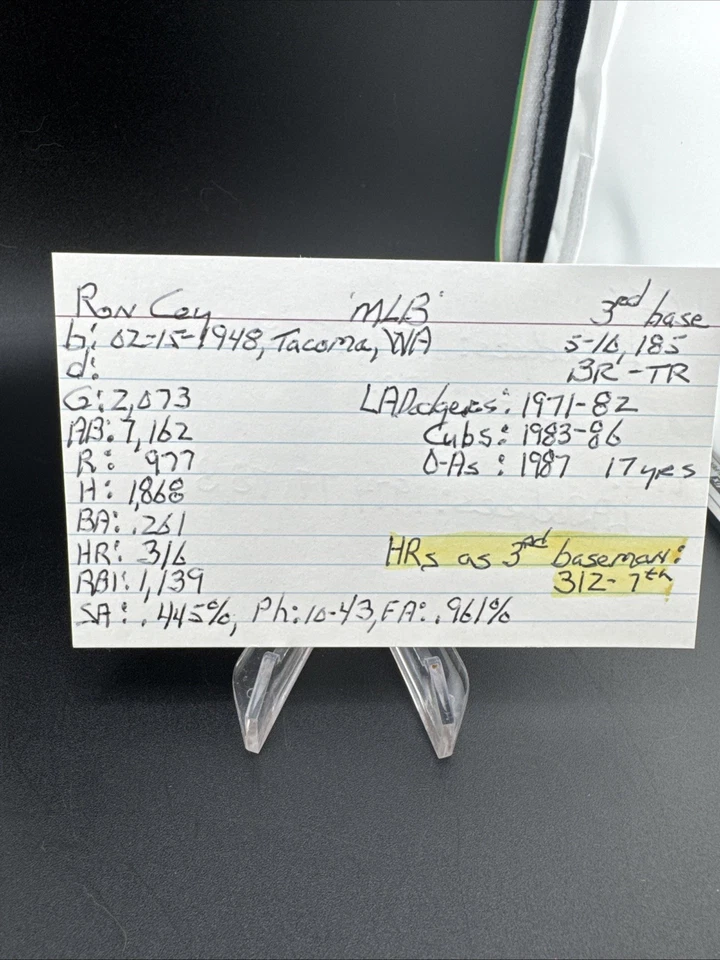 Ron Cey 'MLB' 3rd base
b: 02-15-1948, Tacoma, WA 5-10, 185
d: BR-TR
G: 2,073 LADodgers: 1971-82
AB: 7,162 Cubs: 1983-86
R: 977 O-As: 1987 17 yrs
H: 1,868
BA: .261
HR: 316 HRs as 3rd baseman:
RBI: 1,139 312-7th
SA: .445%, Ph: 10-43, FA: .961%